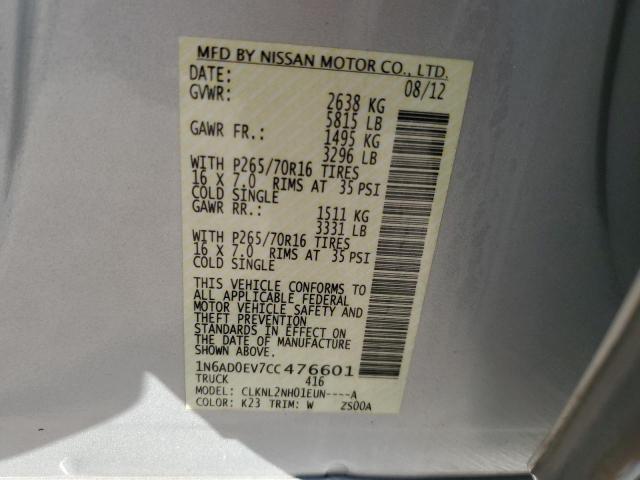 MFD BY NISSAN MOTOR CO., LTD.
DATE: 08/12
GVWR: 2638 KG
5815 LB
GAWR FR.: 1495 KG
3296 LB
WITH P265/70R16 TIRES
16 X 7.0 RIMS AT 35 PSI
COLD SINGLE
GAWR RR.: 1511 KG
3331 LB
WITH P265/70R16 TIRES
16 X 7.0 RIMS AT 35 PSI
COLD SINGLE
THIS VEHICLE CONFORMS TO
ALL APPLICABLE FEDERAL
MOTOR VEHICLE SAFETY AND
THEFT PREVENTION
STANDARDS IN EFFECT ON
THE DATE OF MANUFACTURE
SHOWN ABOVE.
1N6AD0EV7CC476601
TRUCK 416
MODEL: CLKNL2NH01EUN----A
COLOR: K23 TRIM: W ZS00A